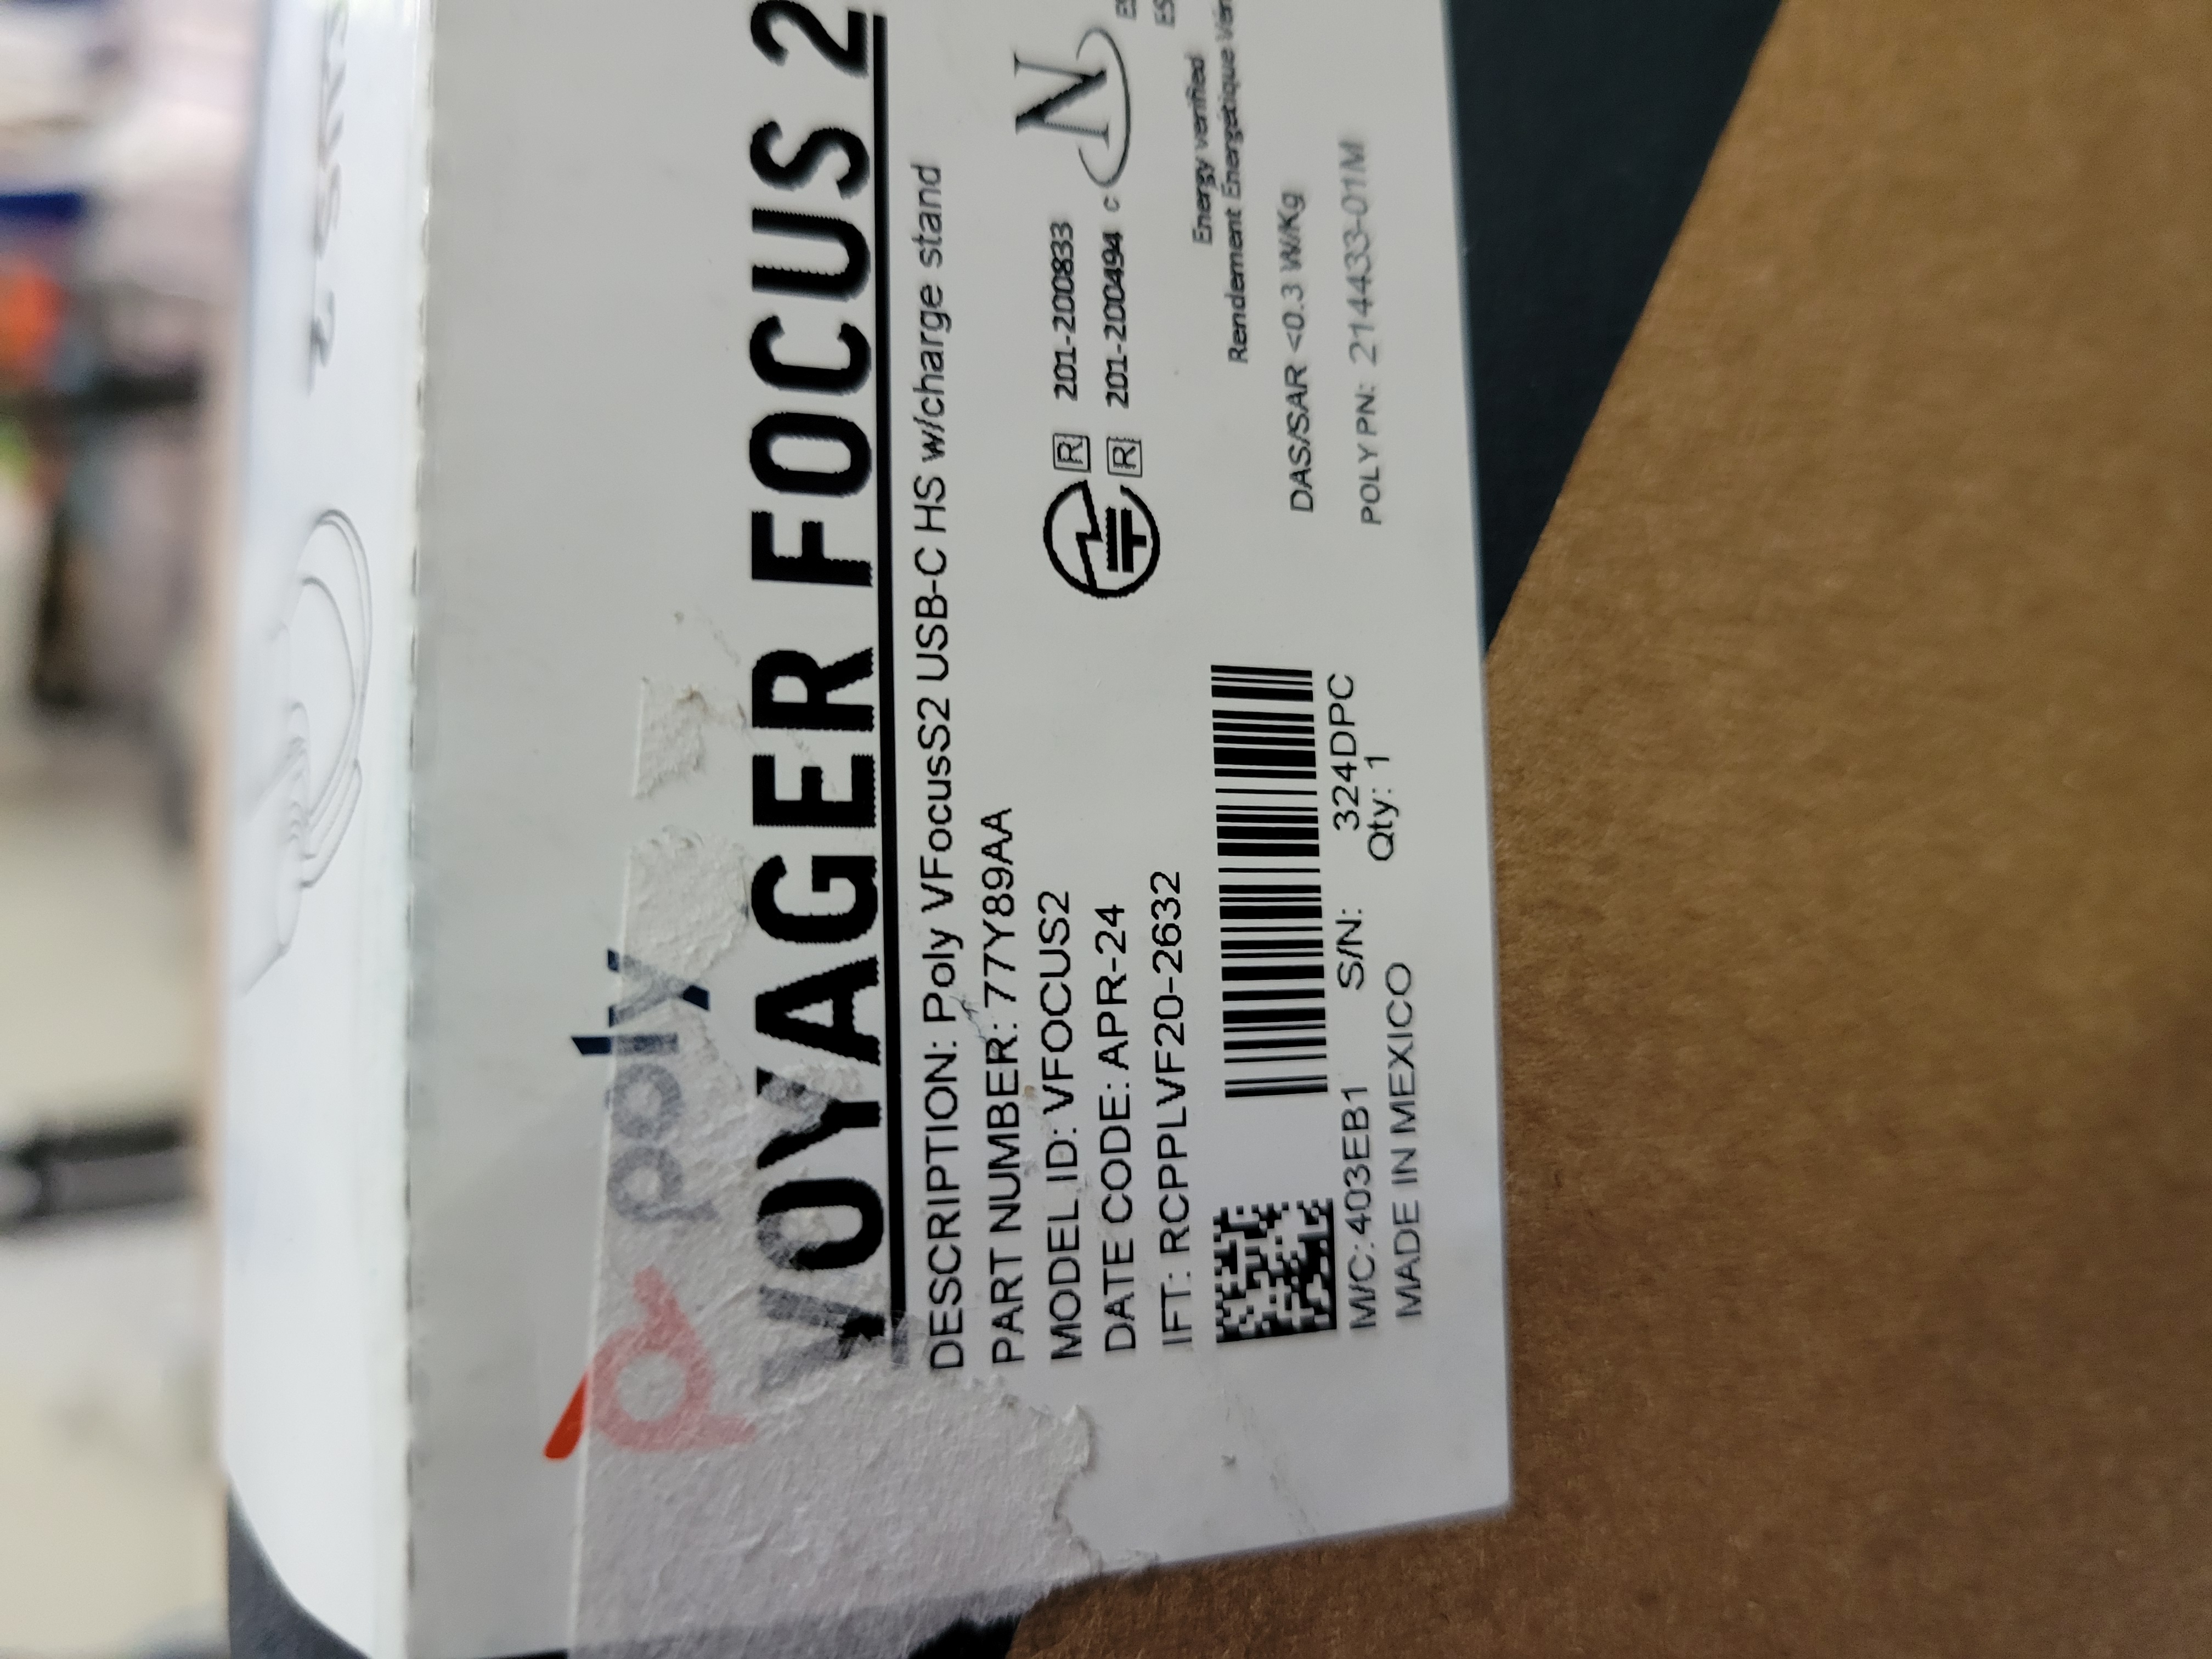 poly
VOYAGER FOCUS 2
DESCRIPTION: Poly VFocusS2 USB-C HS w/charge stand
PART NUMBER: 77Y89AA
MODEL ID: VFOCUS2
DATE CODE: APR-24
IFT: RCPPLVF20-2632
R 201-200833
R 201-200494
c N
Energy verified
Rendement Énergétique
DAS/SAR <0.3 W/Kg
POLY PN: 214433-01M
M/C:403EB1 S/N: 324DPC
MADE IN MEXICO Qty: 1